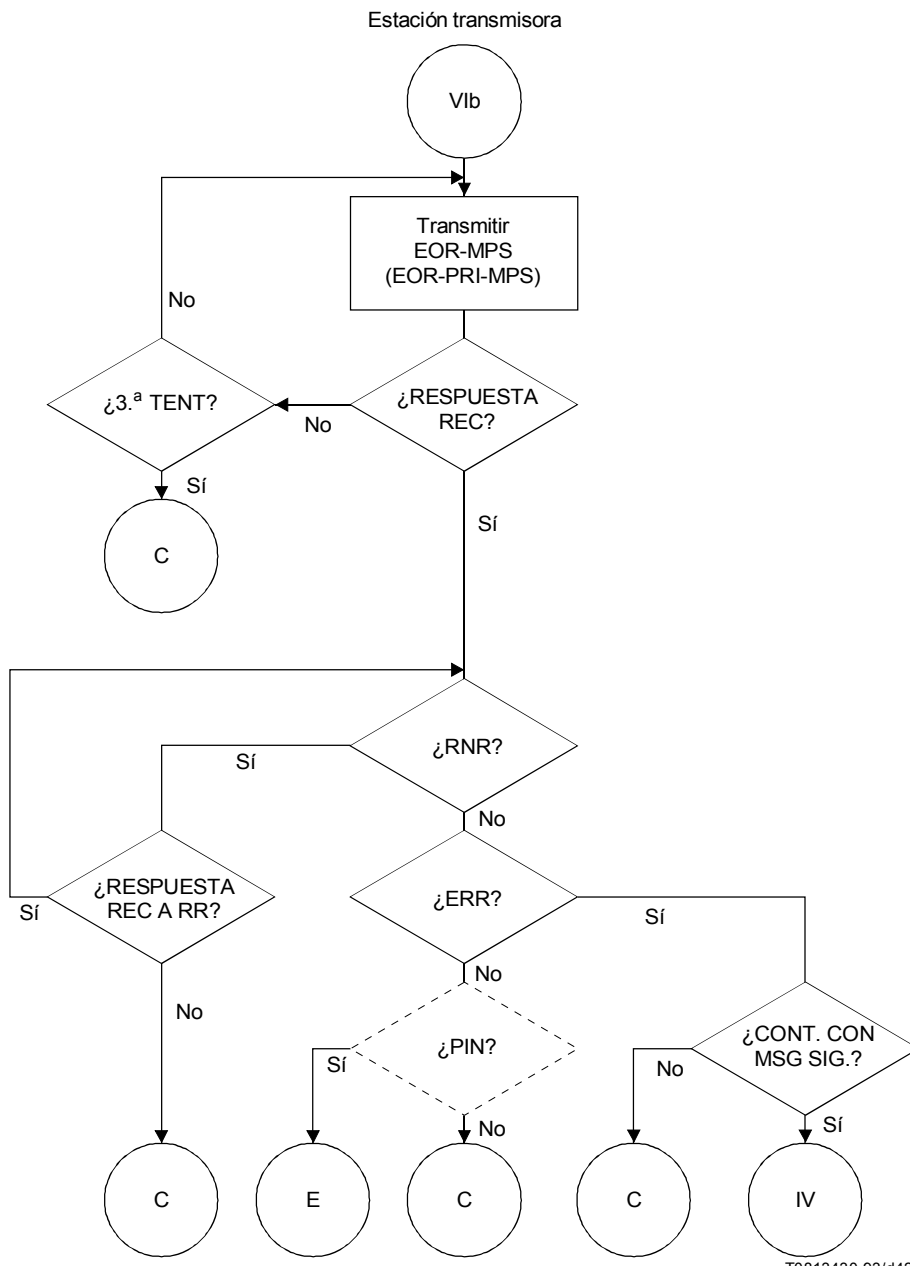 Estación transmisora
VIb
Transmitir
EOR-MPS
(EOR-PRI-MPS)
No
¿3.ª TENT?
No
¿RESPUESTA
REC?
Sí
C
Sí
¿RNR?
Sí
No
¿RESPUESTA
REC A RR?
Sí
¿ERR?
Sí
No
No
¿PIN?
Sí
¿CONT. CON
MSG SIG.?
No
No
Sí
C
E
C
C
IV